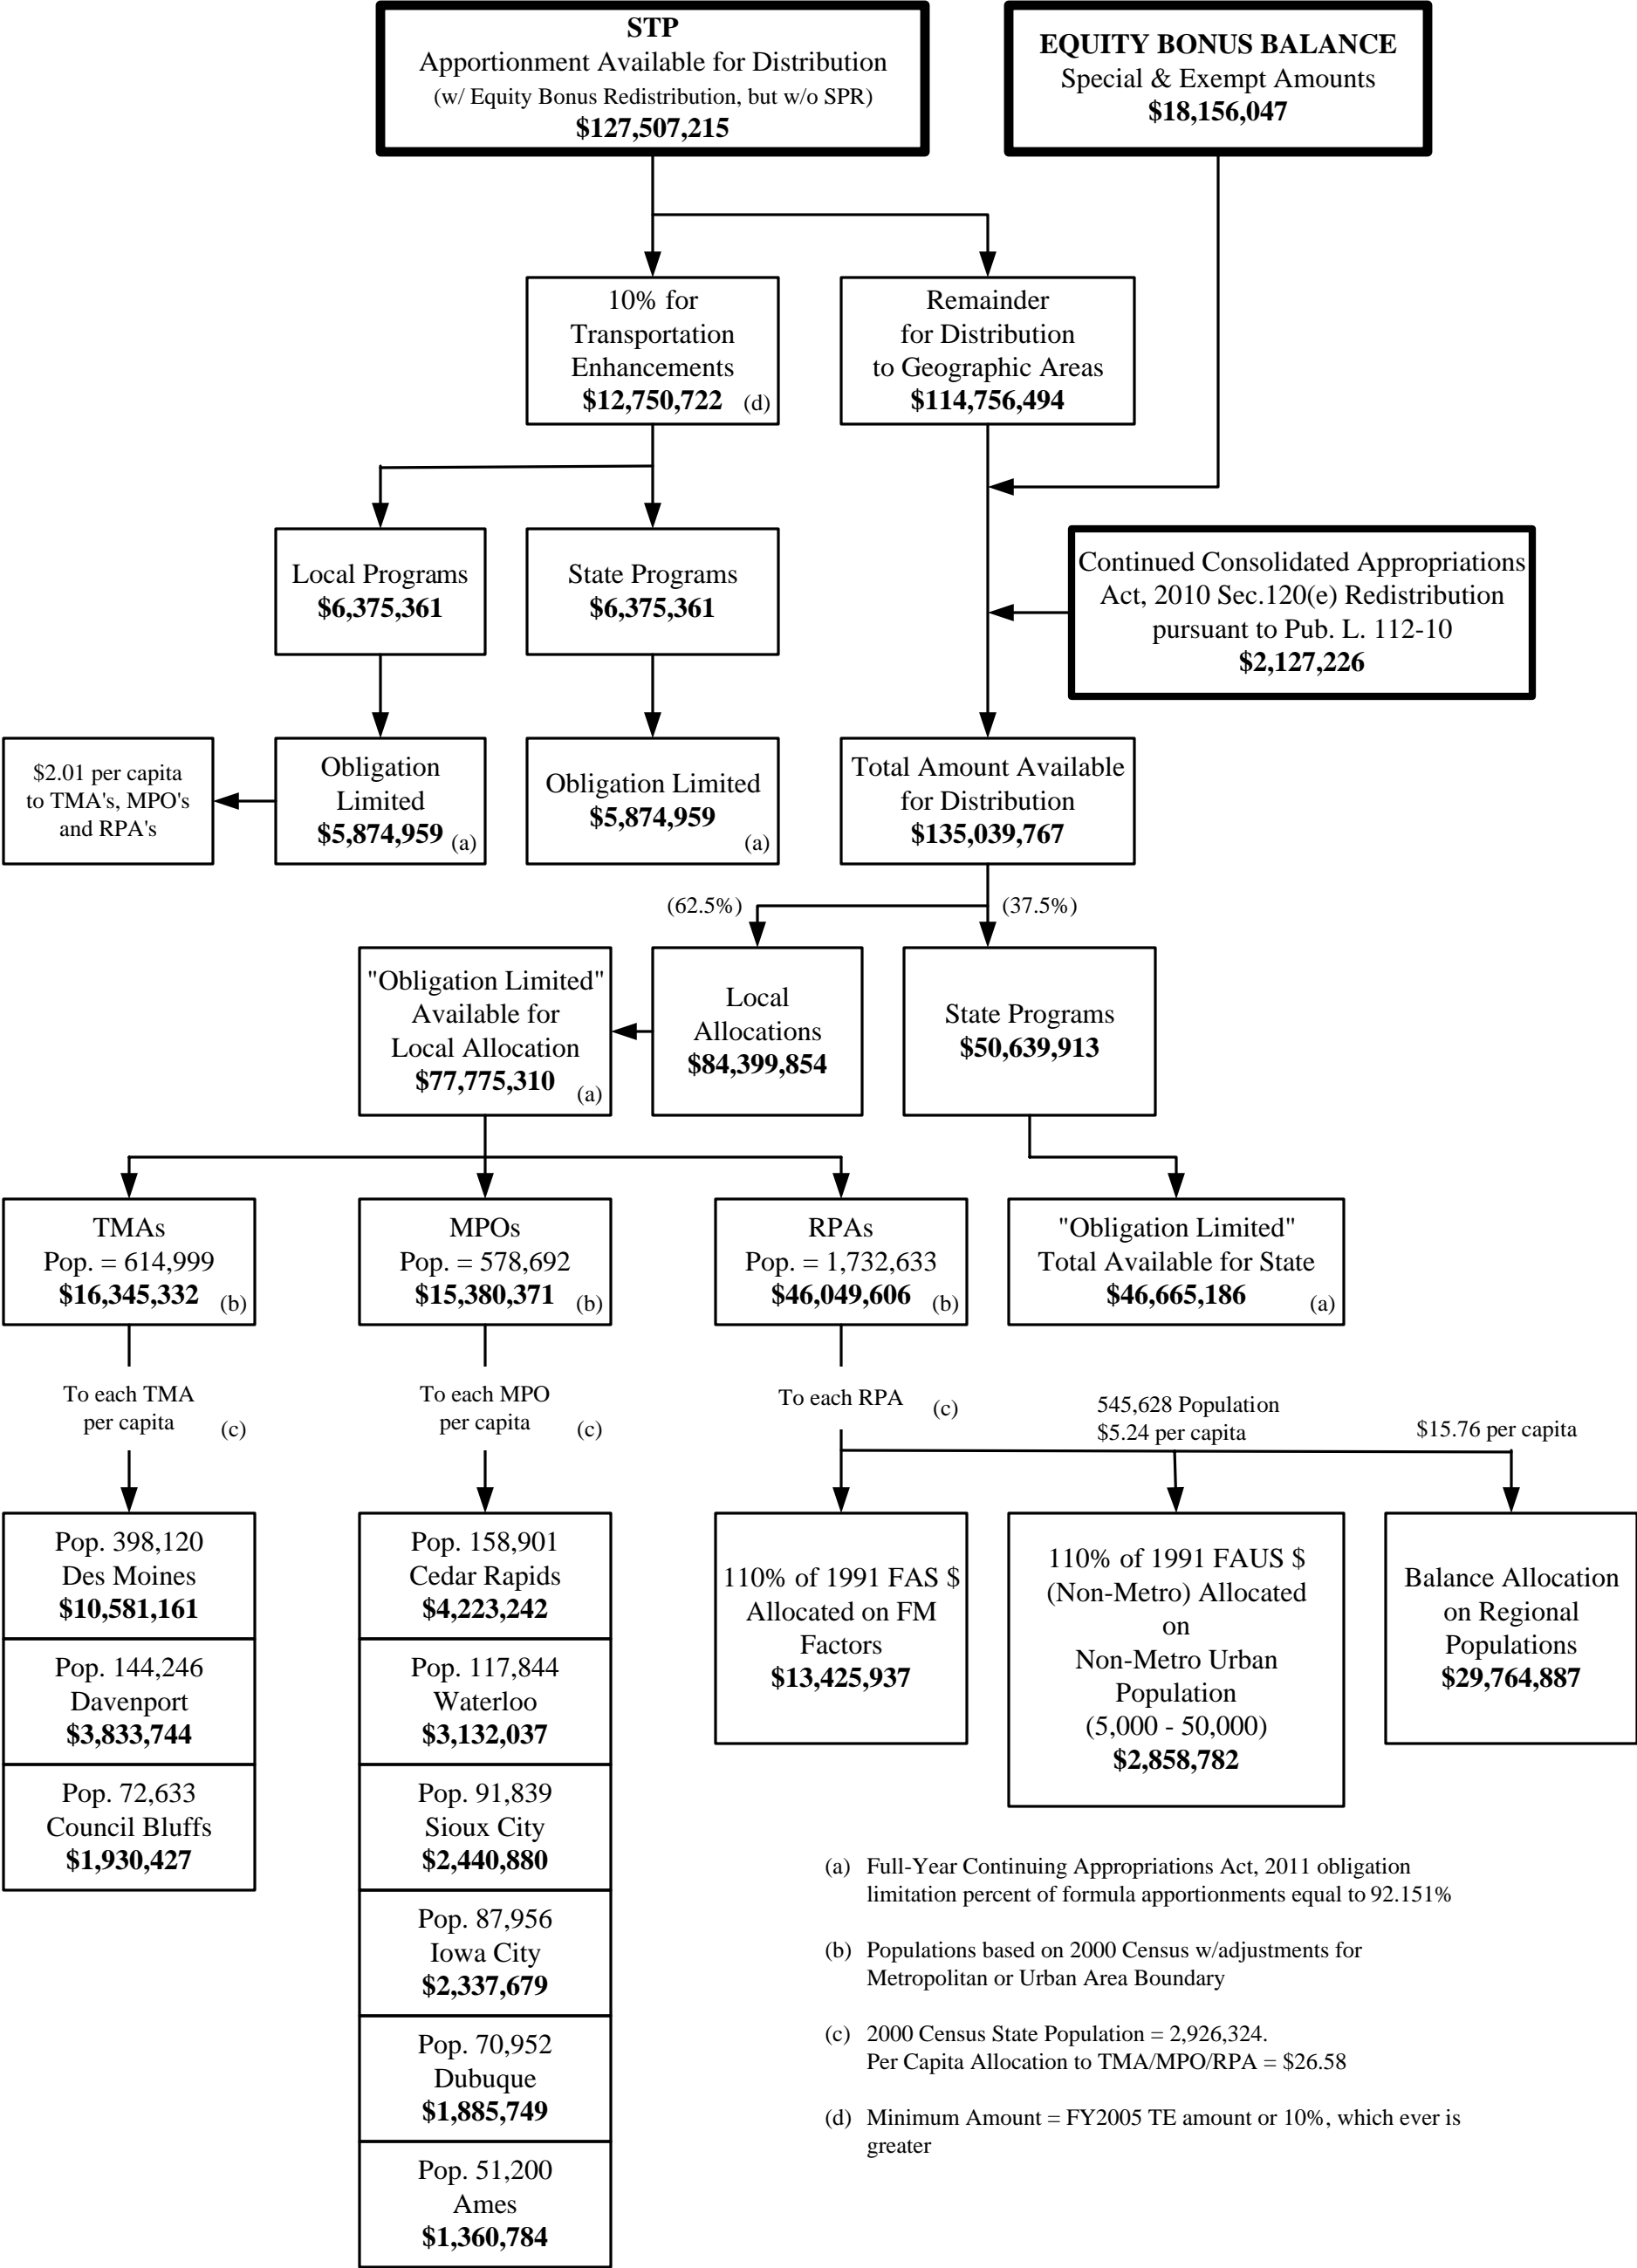 STP
Apportionment Available for Distribution
(w/ Equity Bonus Redistribution, but w/o SPR)
$127,507,215
EQUITY BONUS BALANCE
Special & Exempt Amounts
$18,156,047
10% for
Transportation
Enhancements
$12,750,722 (d)
Remainder
for Distribution
to Geographic Areas
$114,756,494
Local Programs
$6,375,361
State Programs
$6,375,361
Continued Consolidated Appropriations
Act, 2010 Sec.120(e) Redistribution
pursuant to Pub. L. 112-10
$2,127,226
$2.01 per capita
to TMA's, MPO's
and RPA's
Obligation
Limited
$5,874,959 (a)
Obligation Limited
$5,874,959
(a)
Total Amount Available
for Distribution
$135,039,767
(62.5%)
(37.5%)
"Obligation Limited"
Available for
Local Allocation
$77,775,310
(a)
Local
Allocations
$84,399,854
State Programs
$50,639,913
TMAs
Pop. = 614,999
$16,345,332 (b)
MPOs
Pop. = 578,692
$15,380,371 (b)
RPAs
Pop. = 1,732,633
$46,049,606 (b)
"Obligation Limited"
Total Available for State
$46,665,186 (a)
To each TMA
per capita (c)
To each MPO
per capita (c)
To each RPA (c)
545,628 Population
$5.24 per capita
$15.76 per capita
Pop. 398,120
Des Moines
$10,581,161
Pop. 144,246
Davenport
$3,833,744
Pop. 72,633
Council Bluffs
$1,930,427
Pop. 158,901
Cedar Rapids
$4,223,242
Pop. 117,844
Waterloo
$3,132,037
Pop. 91,839
Sioux City
$2,440,880
Pop. 87,956
Iowa City
$2,337,679
Pop. 70,952
Dubuque
$1,885,749
Pop. 51,200
Ames
$1,360,784
110% of 1991 FAS $
Allocated on FM
Factors
$13,425,937
110% of 1991 FAUS $
(Non-Metro) Allocated
on
Non-Metro Urban
Population
(5,000 - 50,000)
$2,858,782
Balance Allocation
on Regional
Populations
$29,764,887
(a) Full-Year Continuing Appropriations Act, 2011 obligation
limitation percent of formula apportionments equal to 92.151%
(b) Populations based on 2000 Census w/adjustments for
Metropolitan or Urban Area Boundary
(c) 2000 Census State Population = 2,926,324.
Per Capita Allocation to TMA/MPO/RPA = $26.58
(d) Minimum Amount = FY2005 TE amount or 10%, which ever is
greater